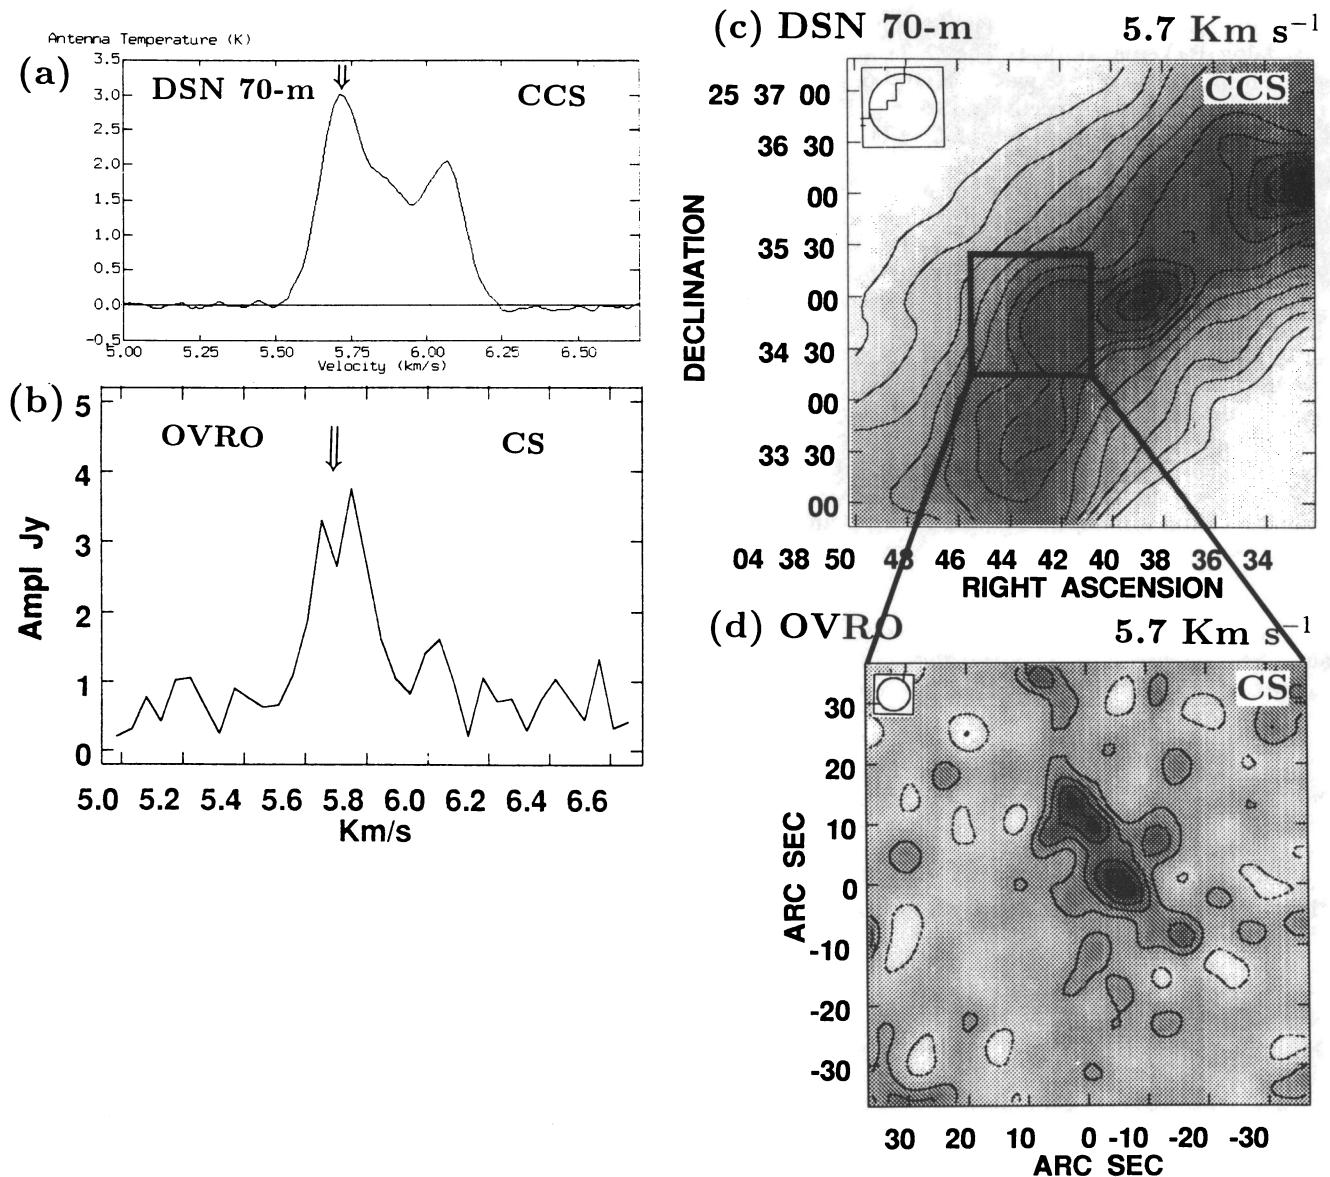 Antenna Temperature (K)
(a)
DSN 70-m
CCS
3.5
3.0
2.5
2.0
1.5
1.0
0.5
0.0
-0.5
5.00 5.25 5.50 5.75 6.00 6.25 6.50
Velocity (km/s)
(b)
OVRO
CS
5
4
3
2
1
0
Ampl Jy
5.0 5.2 5.4 5.6 5.8 6.0 6.2 6.4 6.6
Km/s
(c) DSN 70-m 5.7 Km s−1
CCS
25 37 00
36 30
00
35 30
00
34 30
00
33 30
00
DECLINATION
04 38 50 48 46 44 42 40 38 36 34
RIGHT ASCENSION
(d) OVRO 5.7 Km s−1
CS
30
20
10
0
-10
-20
-30
ARC SEC
30 20 10 0 -10 -20 -30
ARC SEC